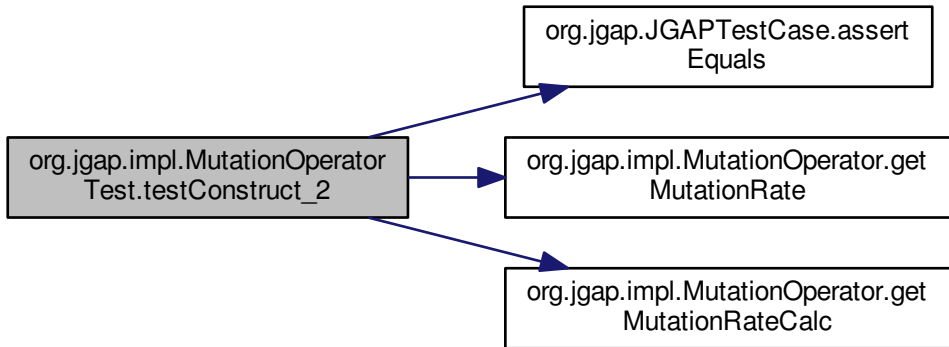 org.jgap.JGAPTestCase.assert
Equals
org.jgap.impl.MutationOperator
Test.testConstruct_2
org.jgap.impl.MutationOperator.get
MutationRate
org.jgap.impl.MutationOperator.get
MutationRateCalc